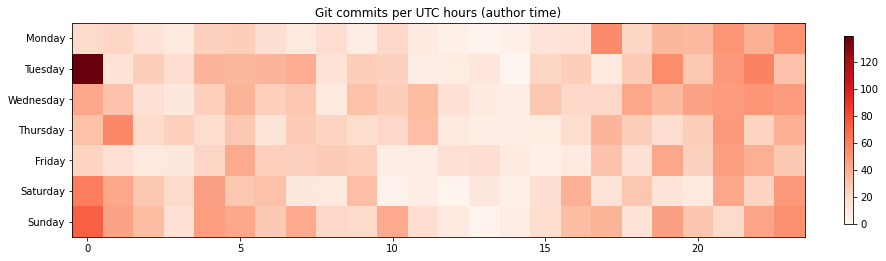 Git commits per UTC hours (author time)
Monday
Tuesday
Wednesday
Thursday
Friday
Saturday
Sunday
0 5 10 15 20
120
100
80
60
40
20
0